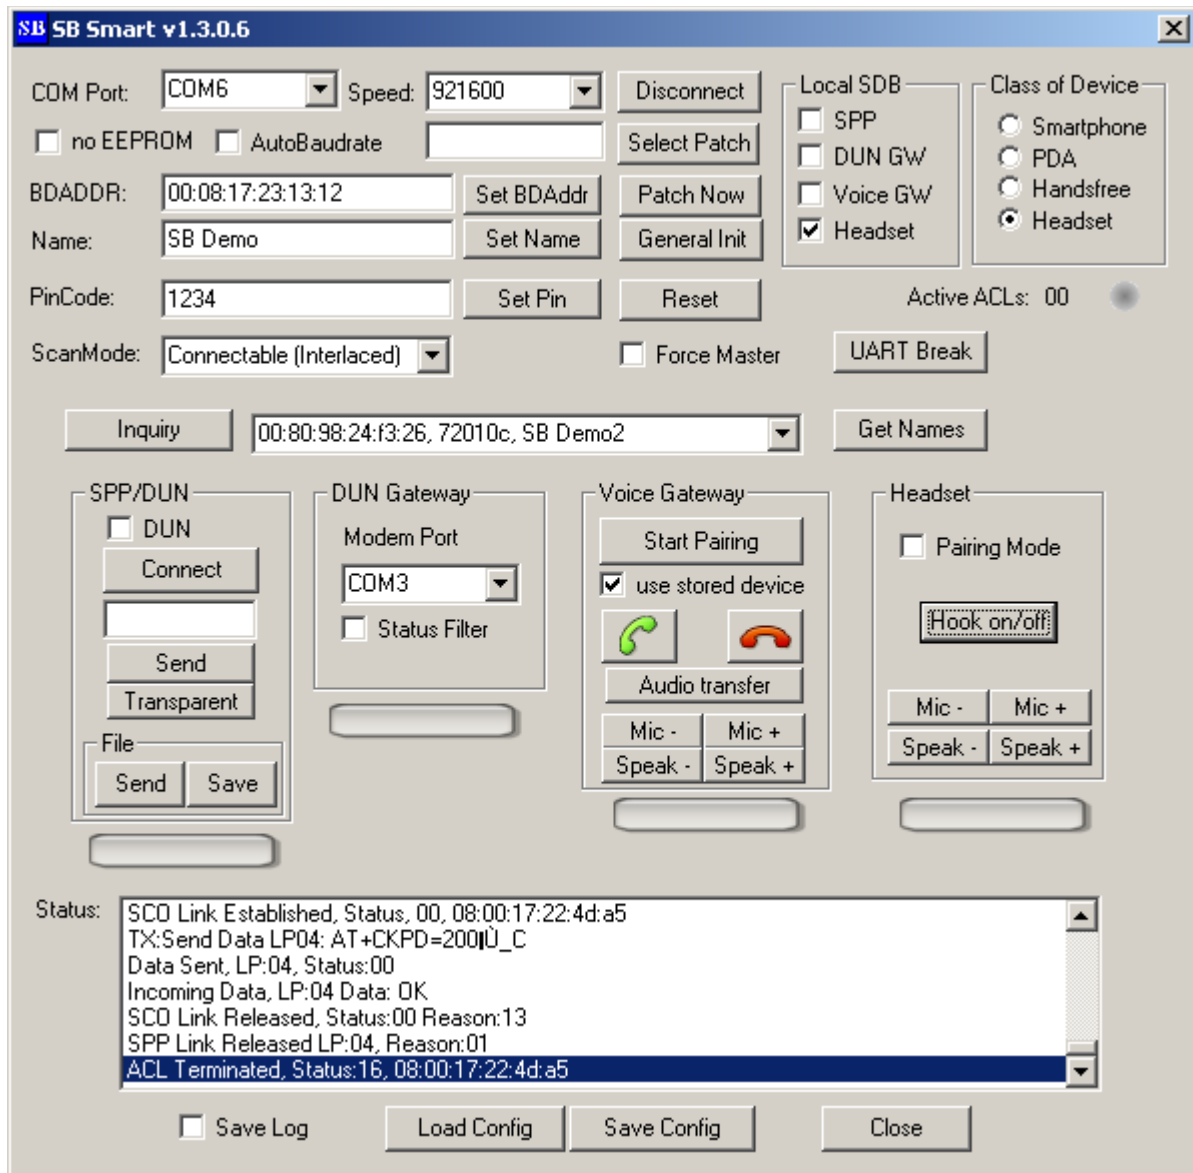 SB SB Smart v1.3.0.6
COM Port: COM6 Speed: 921600 Disconnect
no EEPROM AutoBaudrate Select Patch
BDADDR: 00:08:17:23:13:12 Set BDAddr Patch Now
Name: SB Demo Set Name General Init
PinCode: 1234 Set Pin Reset
ScanMode: Connectable (Interlaced) Force Master UART Break
Local SDB
SPP
DUN GW
Voice GW
Headset
Class of Device
Smartphone
PDA
Handsfree
Headset
Active ACLs: 00
Inquiry 00:80:98:24:f3:26, 72010c, SB Demo2 Get Names
SPP/DUN
DUN
Connect
Send
Transparent
File
Send Save
DUN Gateway
Modem Port
COM3
Status Filter
Voice Gateway
Start Pairing
use stored device
Audio transfer
Mic - Mic +
Speak - Speak +
Headset
Pairing Mode
Hook on/off
Mic - Mic +
Speak - Speak +
Status:
SCO Link Established, Status, 00, 08:00:17:22:4d:a5
TX:Send Data LP04: AT+CKPD=200|Ù_C
Data Sent, LP:04, Status:00
Incoming Data, LP:04 Data: OK
SCO Link Released, Status:00 Reason:13
SPP Link Released LP:04, Reason:01
ACL Terminated, Status:16, 08:00:17:22:4d:a5
Save Log Load Config Save Config Close